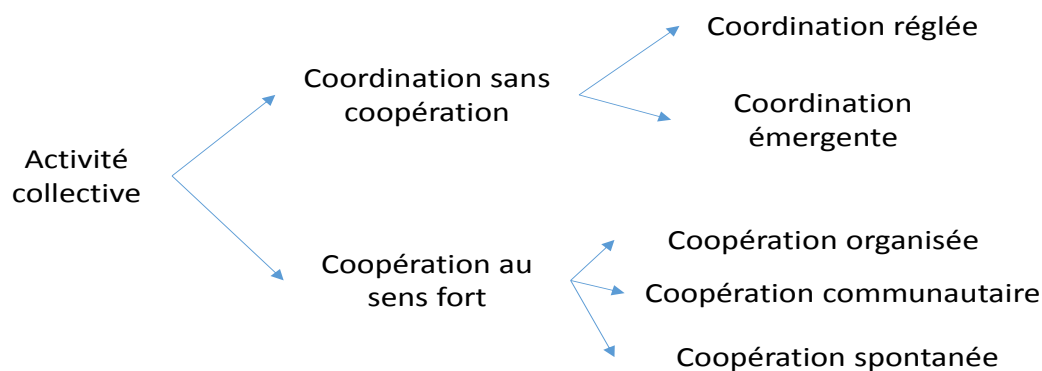 Activité
collective
Coordination sans
coopération
Coordination réglée
Coordination
émergente
Coopération au
sens fort
Coopération organisée
Coopération communautaire
Coopération spontanée